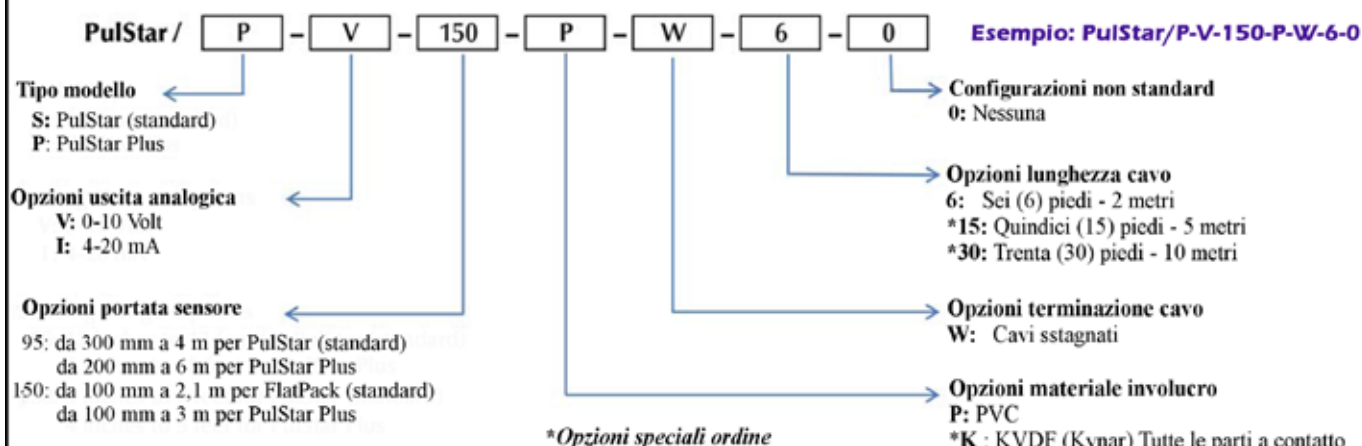 PulStar / P - V - 150 - P - W - 6 - 0
Esempio: PulStar/P-V-150-P-W-6-0
Tipo modello
S: PulStar (standard)
P: PulStar Plus
Opzioni uscita analogica
V: 0-10 Volt
I: 4-20 mA
Opzioni portata sensore
95: da 300 mm a 4 m per PulStar (standard)
da 200 mm a 6 m per PulStar Plus
150: da 100 mm a 2,1 m per FlatPack (standard)
da 100 mm a 3 m per PulStar Plus
Configurazioni non standard
0: Nessuna
Opzioni lunghezza cavo
6: Sei (6) piedi - 2 metri
*15: Quindici (15) piedi - 5 metri
*30: Trenta (30) piedi - 10 metri
Opzioni terminazione cavo
W: Cavi sstagnati
Opzioni materiale involucro
P: PVC
*K : KVDF (Kynar) Tutte le parti a contatto
*Opzioni speciali ordine